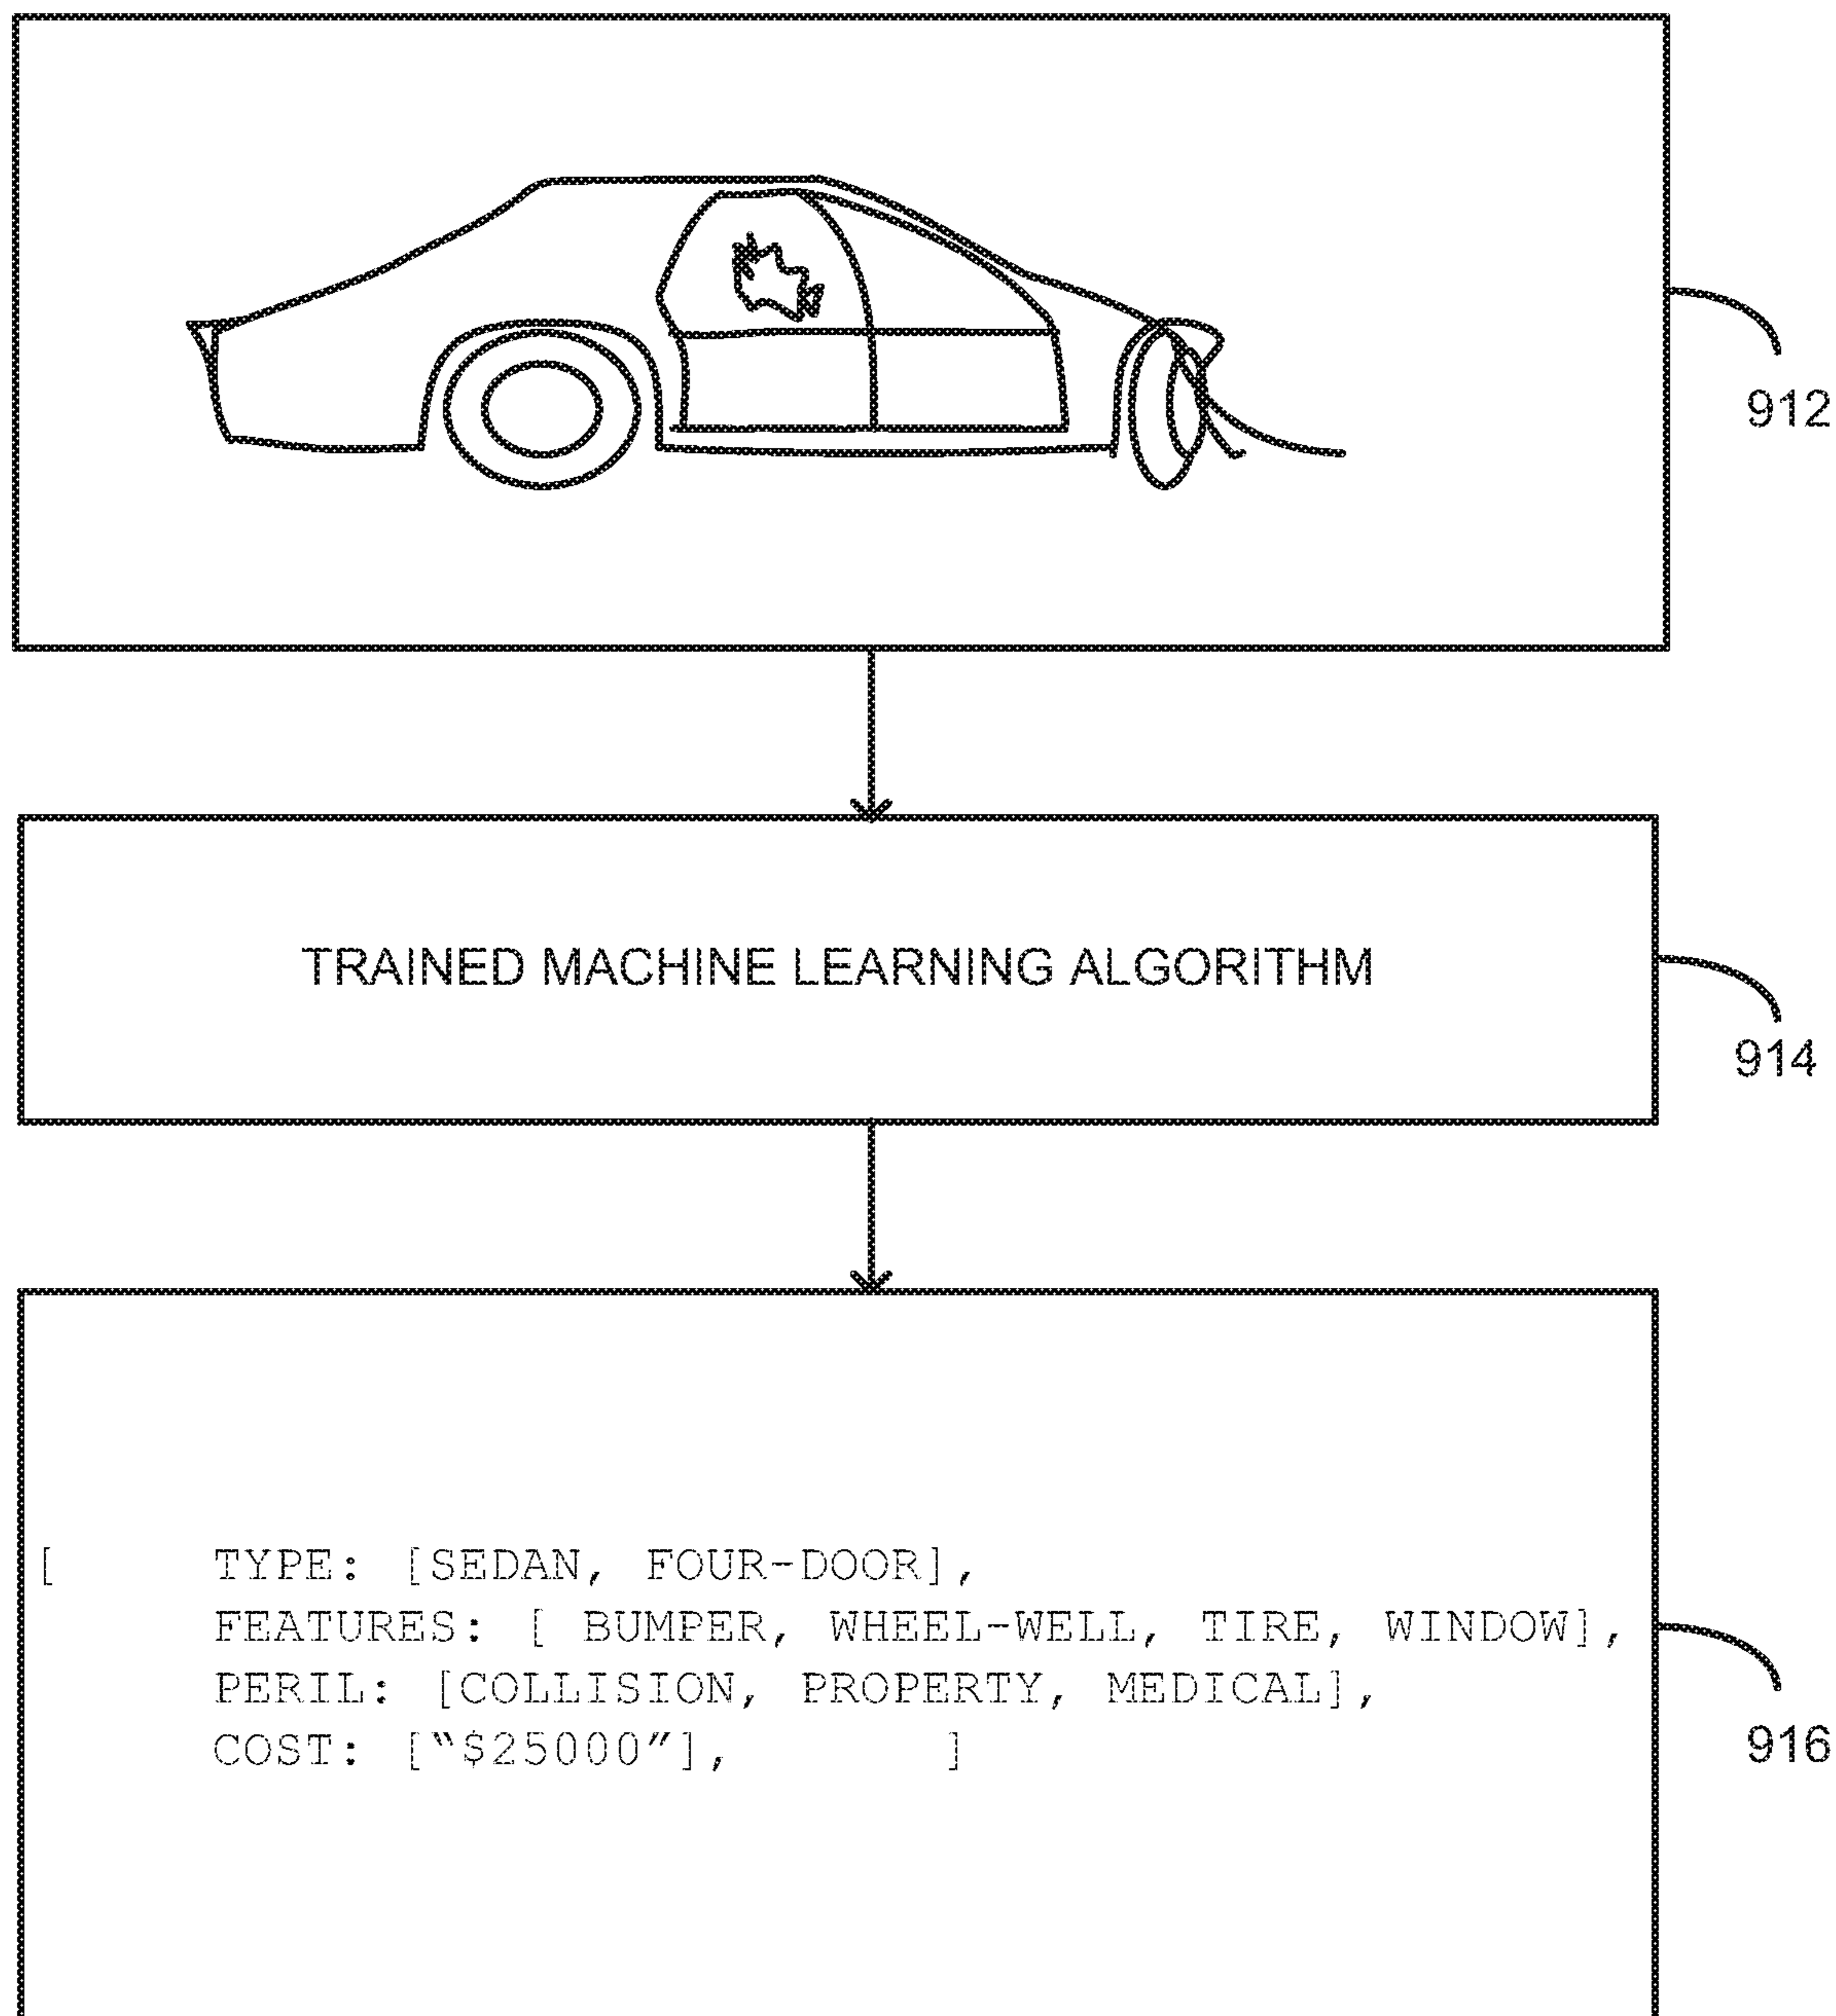 912
TRAINED MACHINE LEARNING ALGORITHM
914
[ TYPE: [SEDAN, FOUR-DOOR],
FEATURES: [ BUMPER, WHEEL-WELL, TIRE, WINDOW],
PERIL: [COLLISION, PROPERTY, MEDICAL],
COST: [“$25000”], ]
916